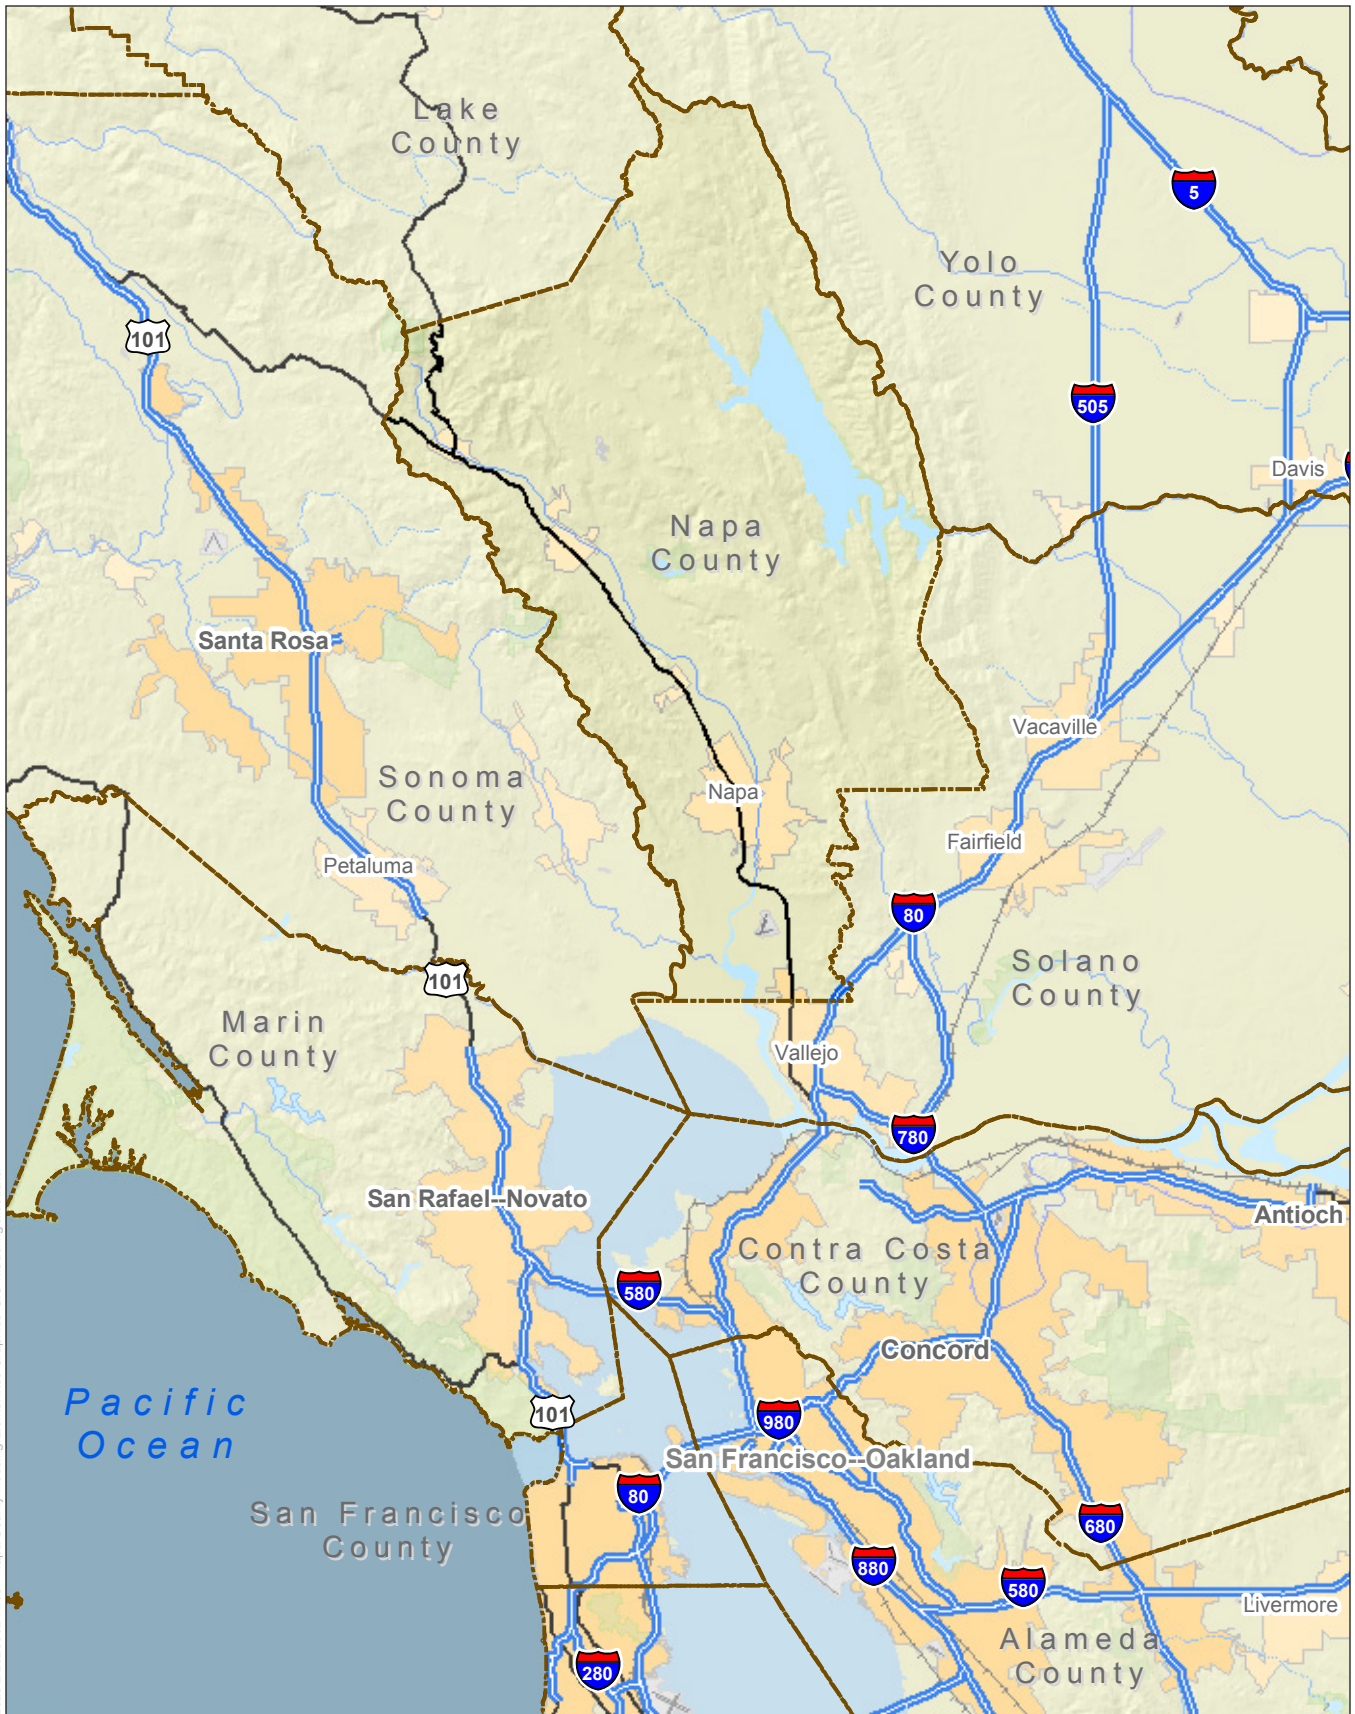 Lake
County
5
Yolo
County
101
505
Davis
Napa
County
Santa Rosa
Vacaville
Sonoma
County
Napa
Fairfield
Petaluma
80
Solano
County
101
Marin
County
Vallejo
780
San Rafael--Novato
Antioch
Contra Costa
County
580
Concord
Pacific
Ocean
101
980
San Francisco--Oakland
80
San Francisco
County
680
880
580
Livermore
Alameda
County
280